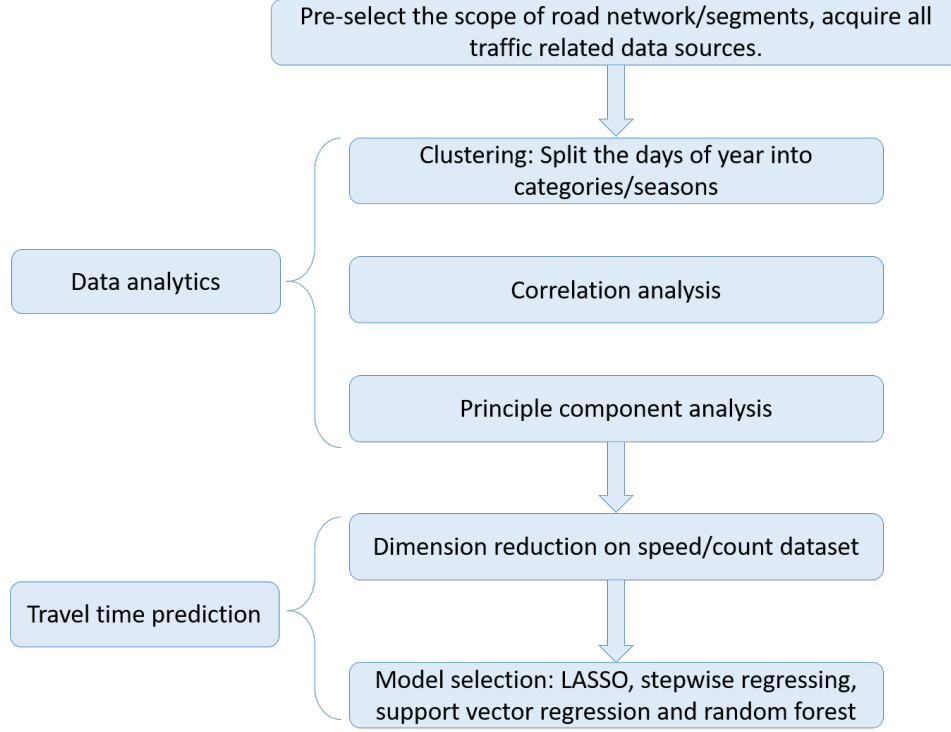 Pre-select the scope of road network/segments, acquire all
traffic related data sources.
Clustering: Split the days of year into
categories/seasons
Data analytics
Correlation analysis
Principle component analysis
Dimension reduction on speed/count dataset
Travel time prediction
Model selection: LASSO, stepwise regressing,
support vector regression and random forest